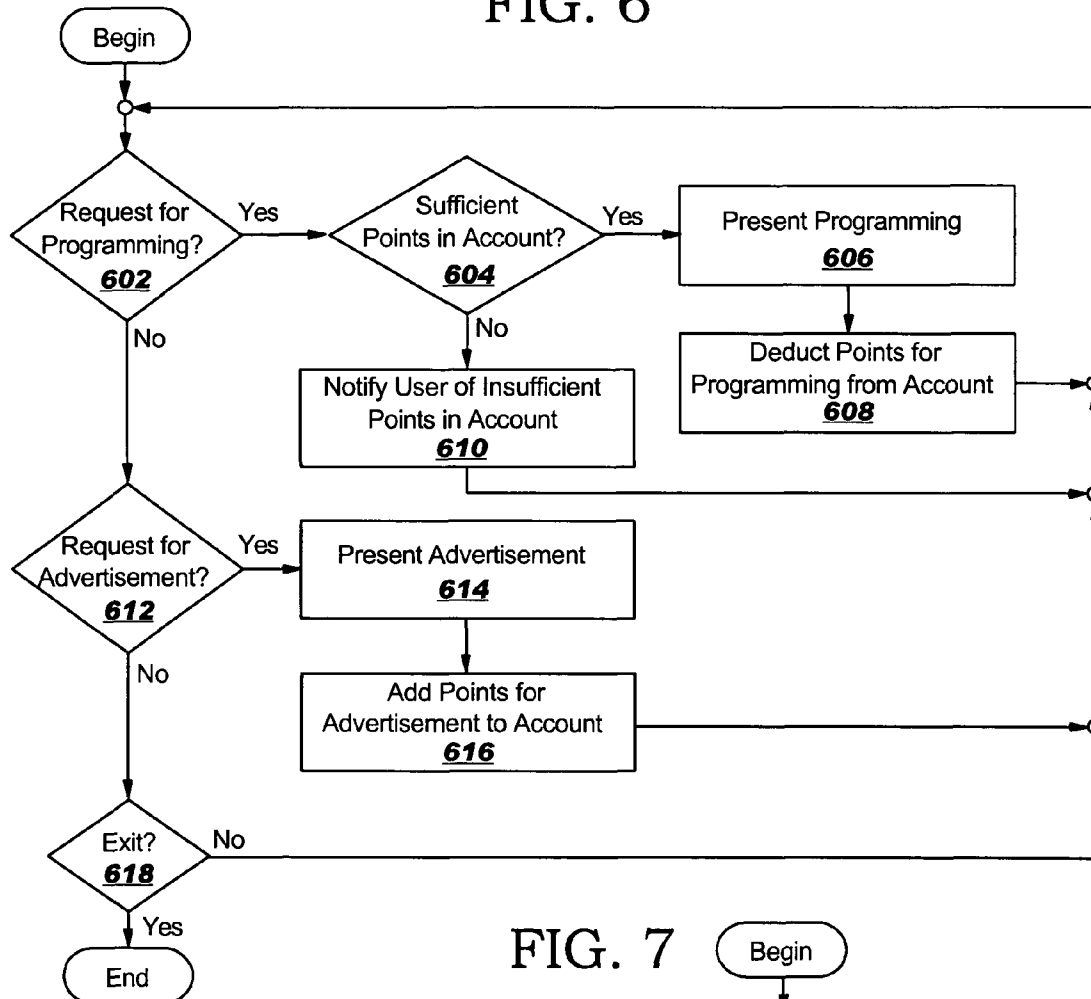 FIG. 6
Begin
Request for
Programming?
602
Yes
Sufficient
Points in Account?
604
Yes
Present Programming
606
No
No
Deduct Points for
Programming from Account
608
Notify User of Insufficient
Points in Account
610
Request for
Advertisement?
612
Yes
Present Advertisement
614
No
Add Points for
Advertisement to Account
616
Exit?
618
No
Yes
End
FIG. 7
Begin